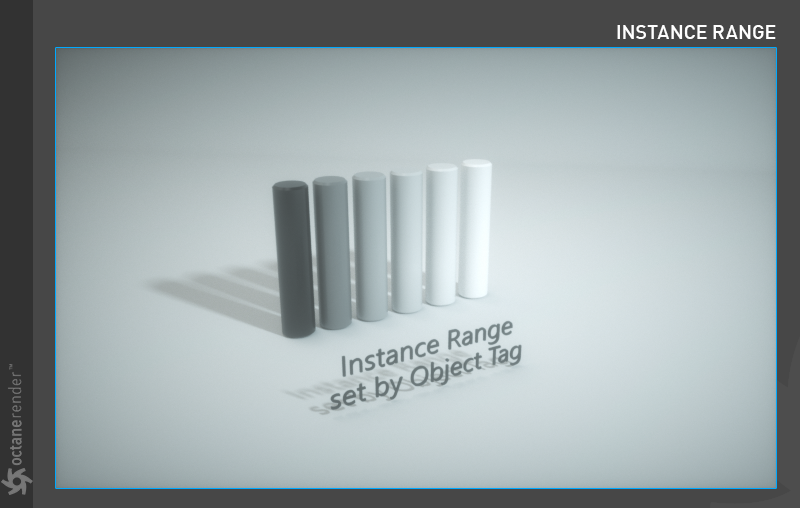 INSTANCE RANGE
Instance Range
set by Object Tag
octanerender™